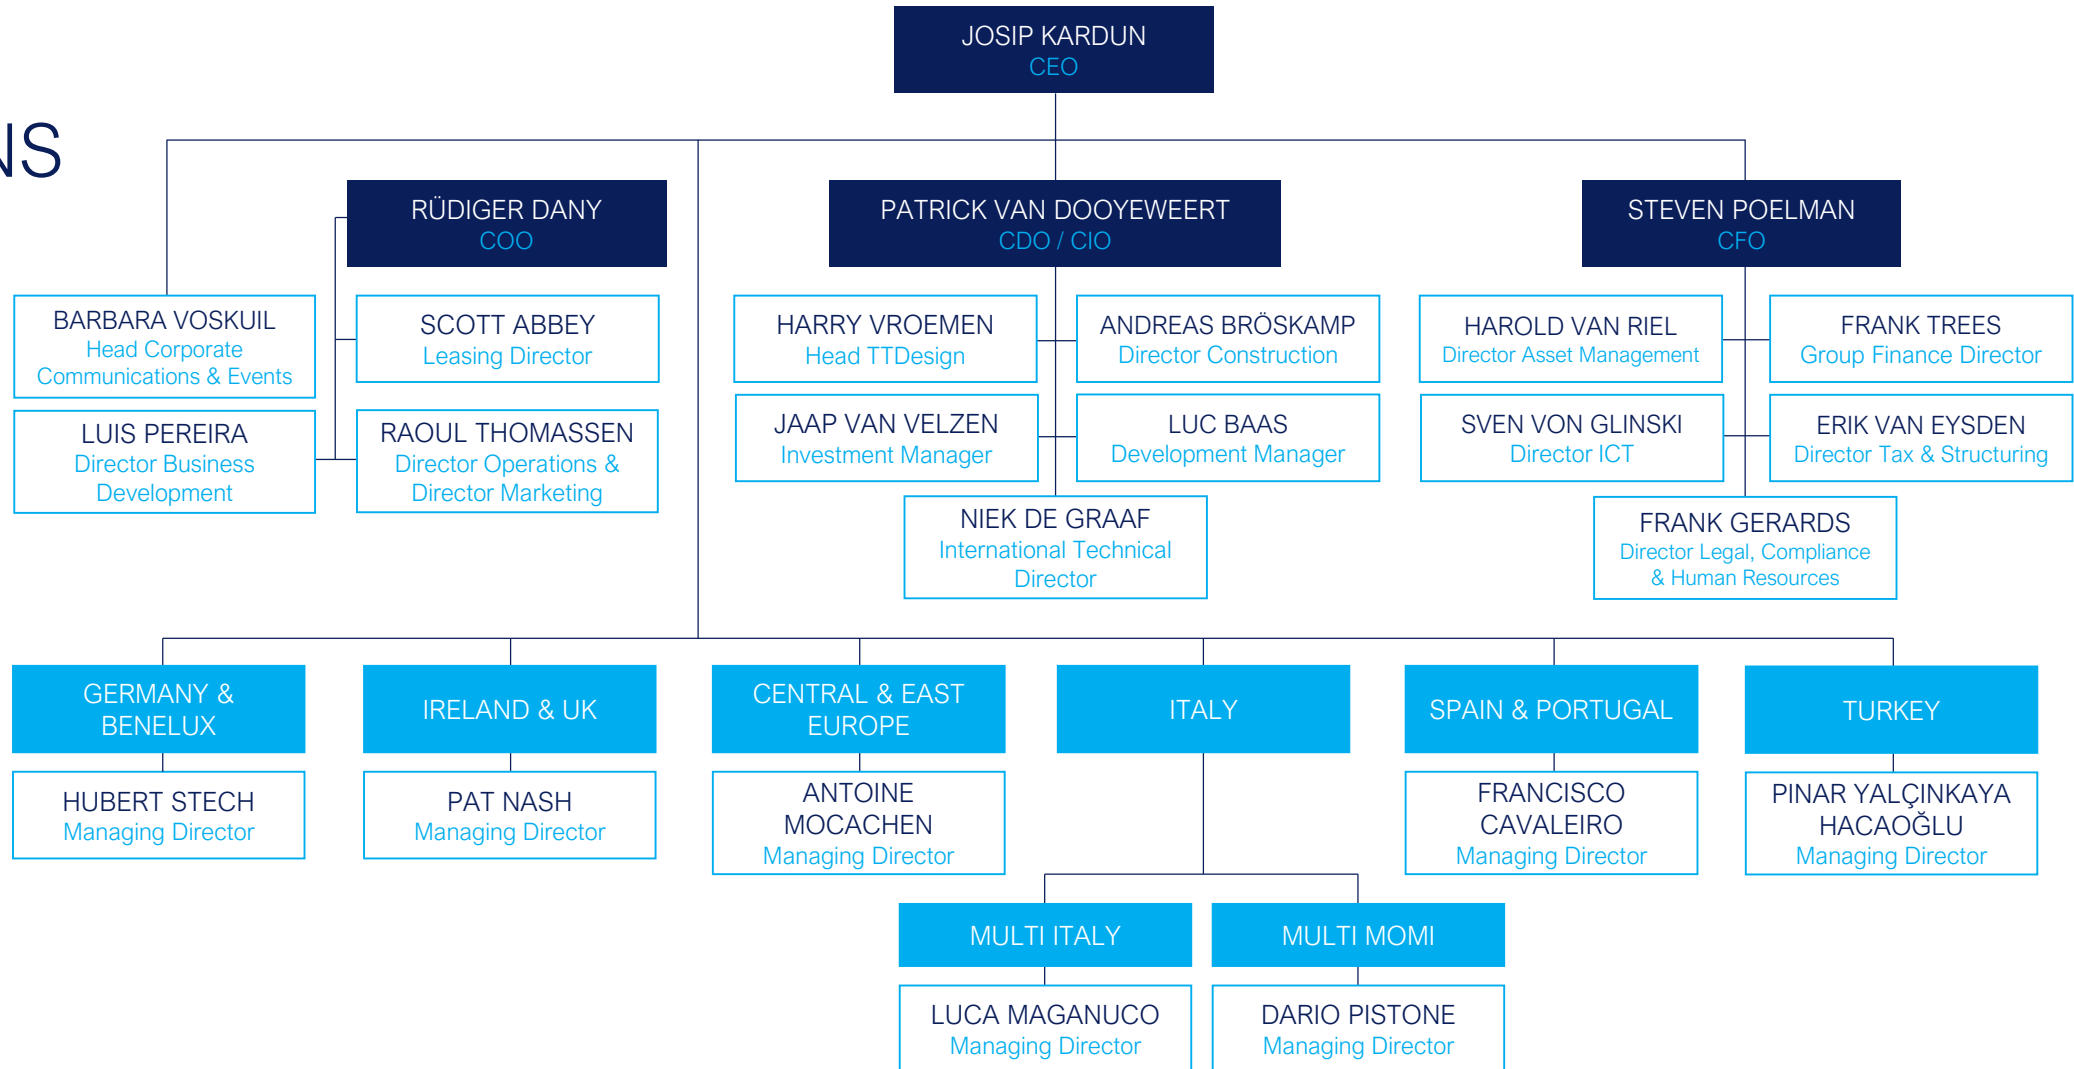 JOSIP KARDUN
CEO
NS
RÜDIGER DANY
COO
PATRICK VAN DOOYEWEERT
CDO / CIO
STEVEN POELMAN
CFO
BARBARA VOSKUIL
Head Corporate
Communications & Events
SCOTT ABBEY
Leasing Director
HARRY VROEMEN
Head TTDesign
ANDREAS BRÖSKAMP
Director Construction
HAROLD VAN RIEL
Director Asset Management
FRANK TREES
Group Finance Director
LUIS PEREIRA
Director Business
Development
RAOUL THOMASSEN
Director Operations &
Director Marketing
JAAP VAN VELZEN
Investment Manager
LUC BAAS
Development Manager
SVEN VON GLINSKI
Director ICT
ERIK VAN EYSDEN
Director Tax & Structuring
NIEK DE GRAAF
International Technical
Director
FRANK GERARDS
Director Legal, Compliance
& Human Resources
GERMANY &
BENELUX
IRELAND & UK
CENTRAL & EAST
EUROPE
ITALY
SPAIN & PORTUGAL
TURKEY
HUBERT STECH
Managing Director
PAT NASH
Managing Director
ANTOINE
MOCACHEN
Managing Director
FRANCISCO
CAVALEIRO
Managing Director
PINAR YALÇINKAYA
HACAOĞLU
Managing Director
MULTI ITALY
MULTI MOMI
LUCA MAGANUCO
Managing Director
DARIO PISTONE
Managing Director